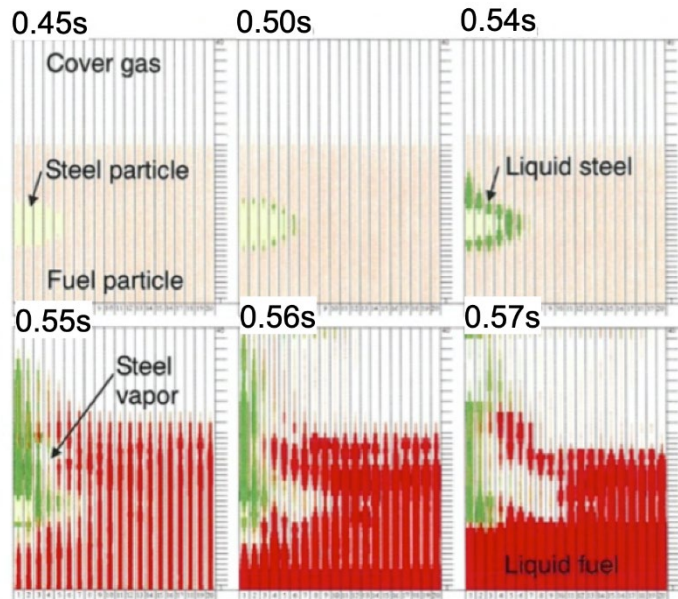 0.45s
0.50s
0.54s
Cover gas
Steel particle
Liquid steel
Fuel particle
0.55s
0.56s
0.57s
Steel
vapor
Liquid fuel